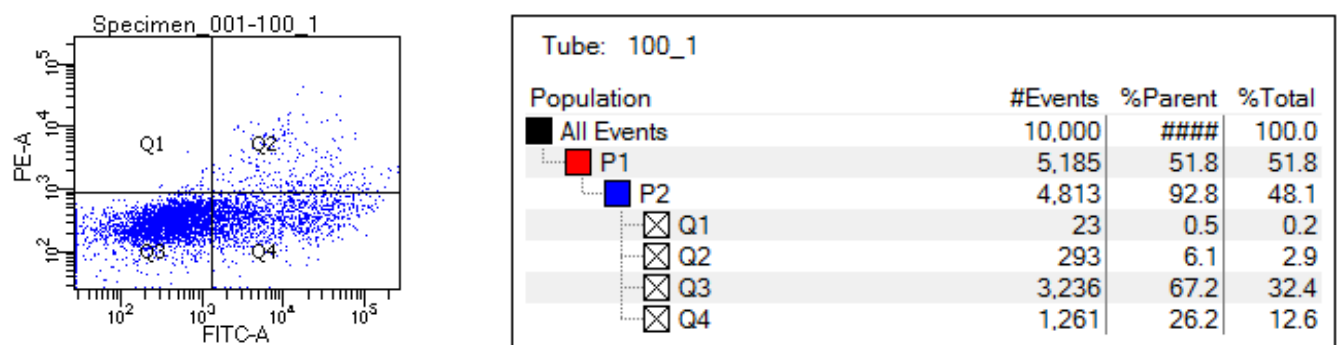 Specimen_001-100_1
PE-A
10^5
10^4
10^3
10^2
Q1 Q2
Q3 Q4
10^2 10^3 10^4 10^5
FITC-A
Tube: 100_1
Population #Events %Parent %Total
All Events 10,000 #### 100.0
P1 5,185 51.8 51.8
P2 4,813 92.8 48.1
Q1 23 0.5 0.2
Q2 293 6.1 2.9
Q3 3,236 67.2 32.4
Q4 1,261 26.2 12.6